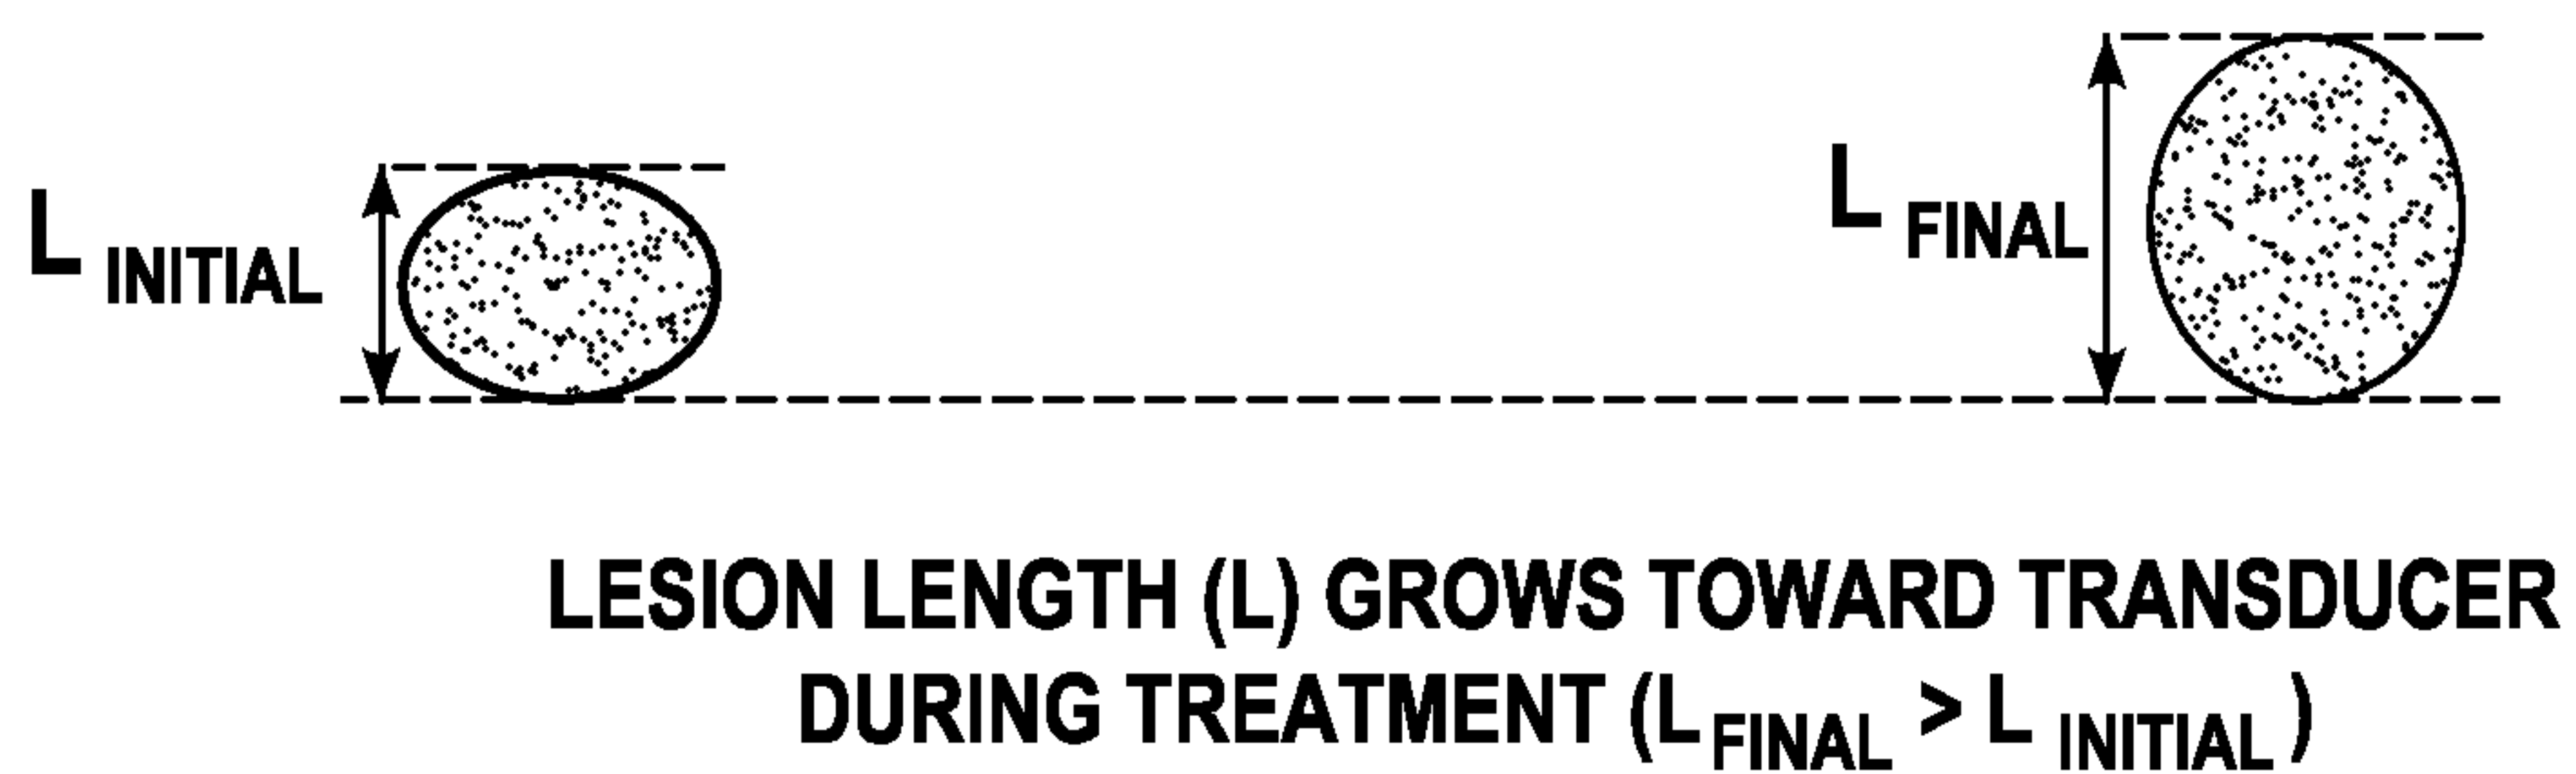 L INITIAL
L FINAL
LESION LENGTH (L) GROWS TOWARD TRANSDUCER
DURING TREATMENT (L FINAL > L INITIAL)